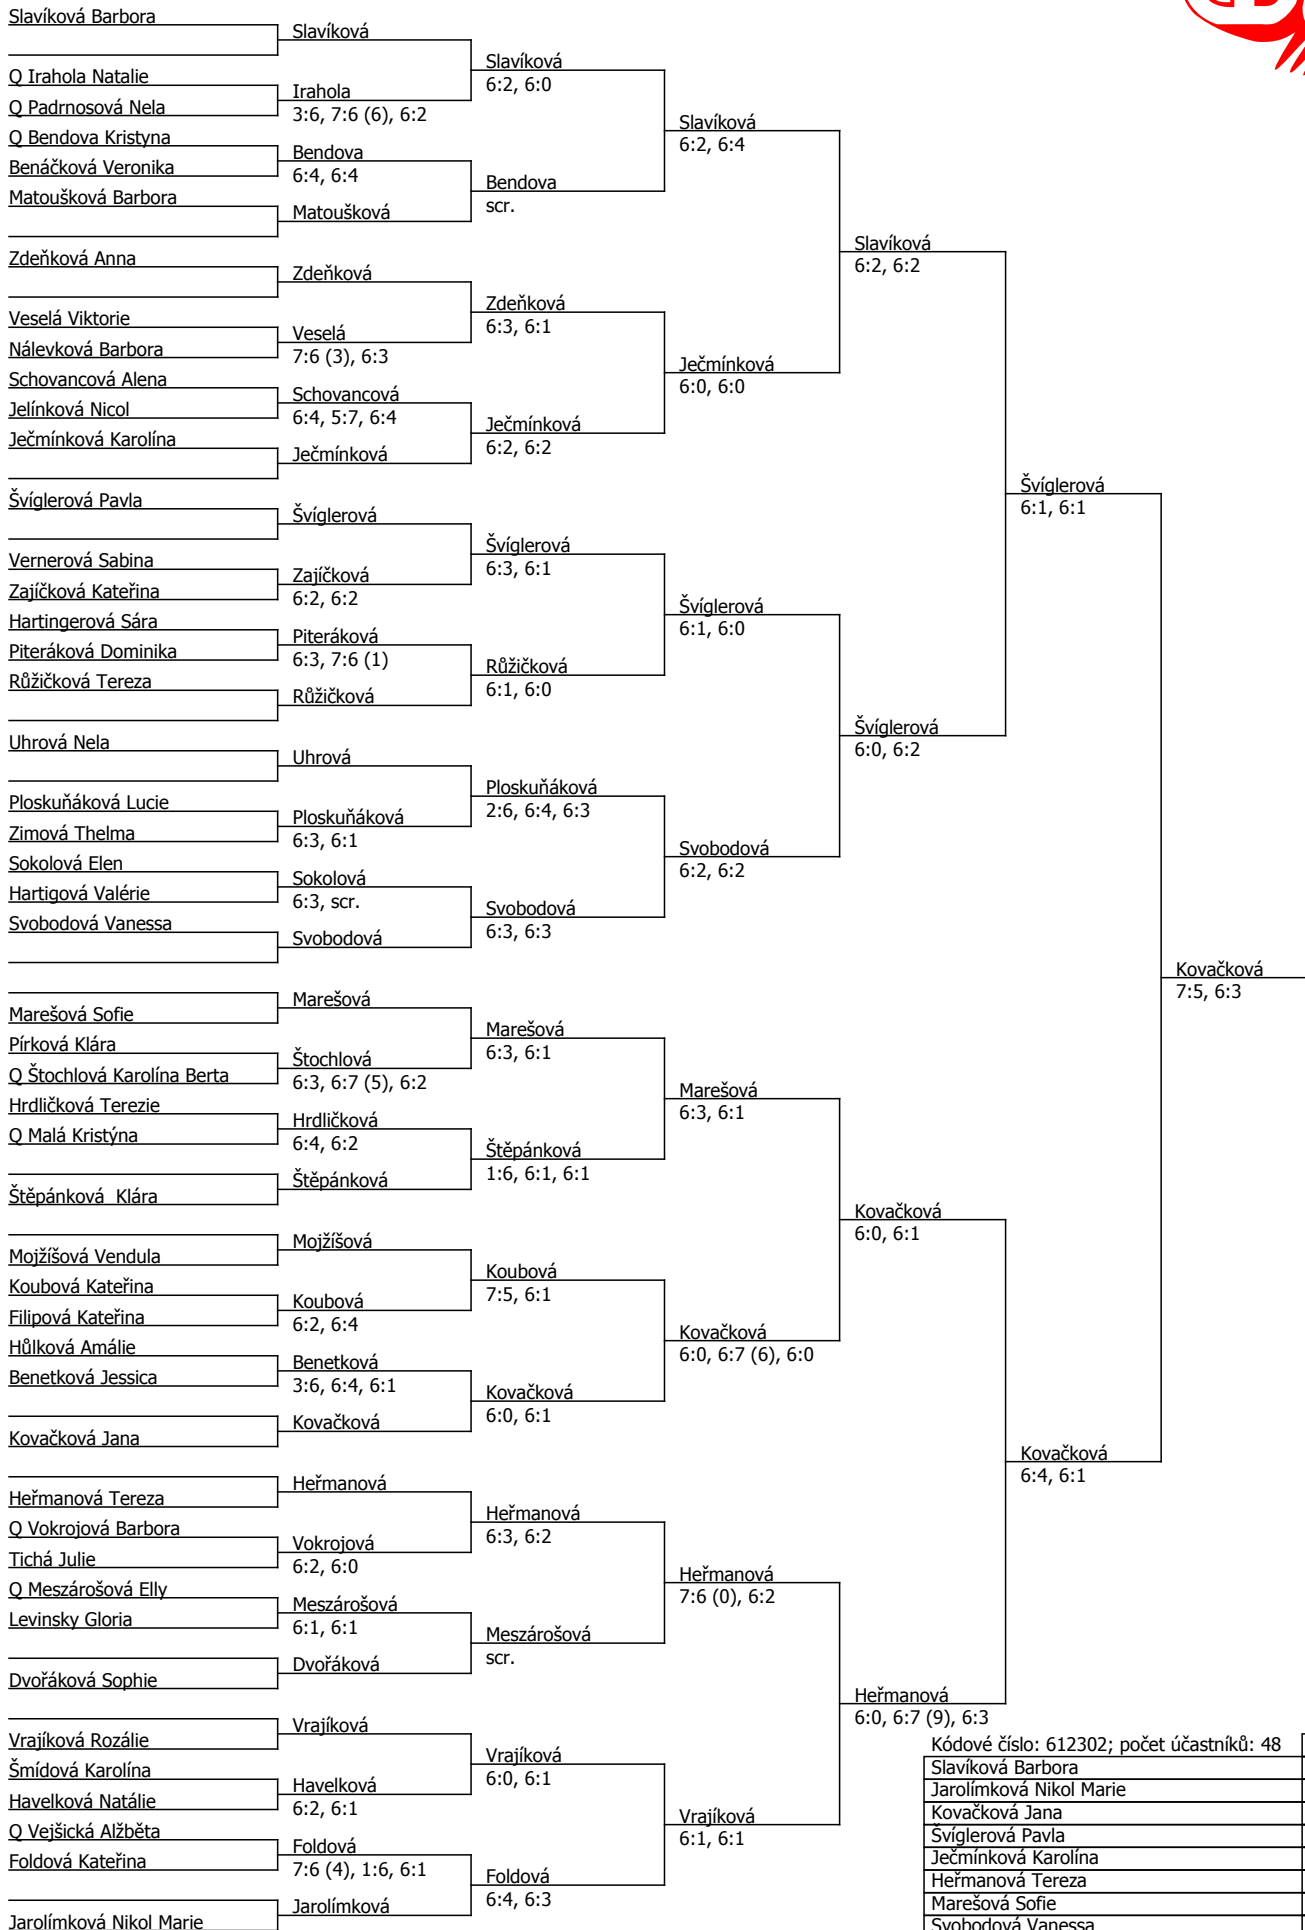 Slavíková Barbora
Q Irahola Natalie
Q Padrnosová Nela
Q Bendova Kristyna
Benáčková Veronika
Matoušková Barbora
Zdeňková Anna
Veselá Viktorie
Nálevková Barbora
Schovancová Alena
Jelínková Nicol
Ječmínková Karolína
Švíglerová Pavla
Vernerová Sabina
Zajíčková Kateřina
Hartingerová Sára
Piteráková Dominika
Růžičková Tereza
Uhrová Nela
Ploskuňáková Lucie
Zimová Thelma
Sokolová Elen
Hartigová Valérie
Svobodová Vanessa
Marešová Sofie
Pírková Klára
Q Štochlová Karolína Berta
Hrdličková Terezie
Q Malá Kristýna
Štěpánková  Klára
Mojžíšová Vendula
Koubová Kateřina
Filipová Kateřina
Hůlková Amálie
Benetková Jessica
Kovačková Jana
Heřmanová Tereza
Q Vokrojová Barbora
Tichá Julie
Q Meszárošová Elly
Levinsky Gloria
Dvořáková Sophie
Vrajíková Rozálie
Šmídová Karolína
Havelková Natálie
Q Vejšická Alžběta
Foldová Kateřina
Jarolímková Nikol Marie
Slavíková
Irahola
3:6, 7:6 (6), 6:2
Bendova
6:4, 6:4
Matoušková
Zdeňková
Veselá
7:6 (3), 6:3
Schovancová
6:4, 5:7, 6:4
Ječmínková
Švíglerová
Zajíčková
6:2, 6:2
Piteráková
6:3, 7:6 (1)
Růžičková
Uhrová
Ploskuňáková
6:3, 6:1
Sokolová
6:3, scr.
Svobodová
Marešová
Štochlová
6:3, 6:7 (5), 6:2
Hrdličková
6:4, 6:2
Štěpánková
Mojžíšová
Koubová
6:2, 6:4
Benetková
3:6, 6:4, 6:1
Kovačková
Heřmanová
Vokrojová
6:2, 6:0
Meszárošová
6:1, 6:1
Dvořáková
Vrajíková
Havelková
6:2, 6:1
Foldová
7:6 (4), 1:6, 6:1
Jarolímková
Slavíková
6:2, 6:0
Bendova
scr.
Zdeňková
6:3, 6:1
Ječmínková
6:2, 6:2
Švíglerová
6:3, 6:1
Růžičková
6:1, 6:0
Ploskuňáková
2:6, 6:4, 6:3
Svobodová
6:3, 6:3
Marešová
6:3, 6:1
Štěpánková
1:6, 6:1, 6:1
Koubová
7:5, 6:1
Kovačková
6:0, 6:1
Heřmanová
6:3, 6:2
Meszárošová
scr.
Vrajíková
6:0, 6:1
Foldová
6:4, 6:3
Slavíková
6:2, 6:4
Ječmínková
6:0, 6:0
Švíglerová
6:1, 6:0
Svobodová
6:2, 6:2
Marešová
6:3, 6:1
Kovačková
6:0, 6:7 (6), 6:0
Heřmanová
7:6 (0), 6:2
Vrajíková
6:1, 6:1
Slavíková
6:2, 6:2
Švíglerová
6:0, 6:2
Kovačková
6:0, 6:1
Heřmanová
6:0, 6:7 (9), 6:3
Švíglerová
6:1, 6:1
Kovačková
6:4, 6:1
Kovačková
7:5, 6:3
Kódové číslo: 612302; počet účastníků: 48
Slavíková Barbora
Jarolímková Nikol Marie
Kovačková Jana
Švíglerová Pavla
Ječmínková Karolína
Heřmanová Tereza
Marešová Sofie
Svobodová Vanessa